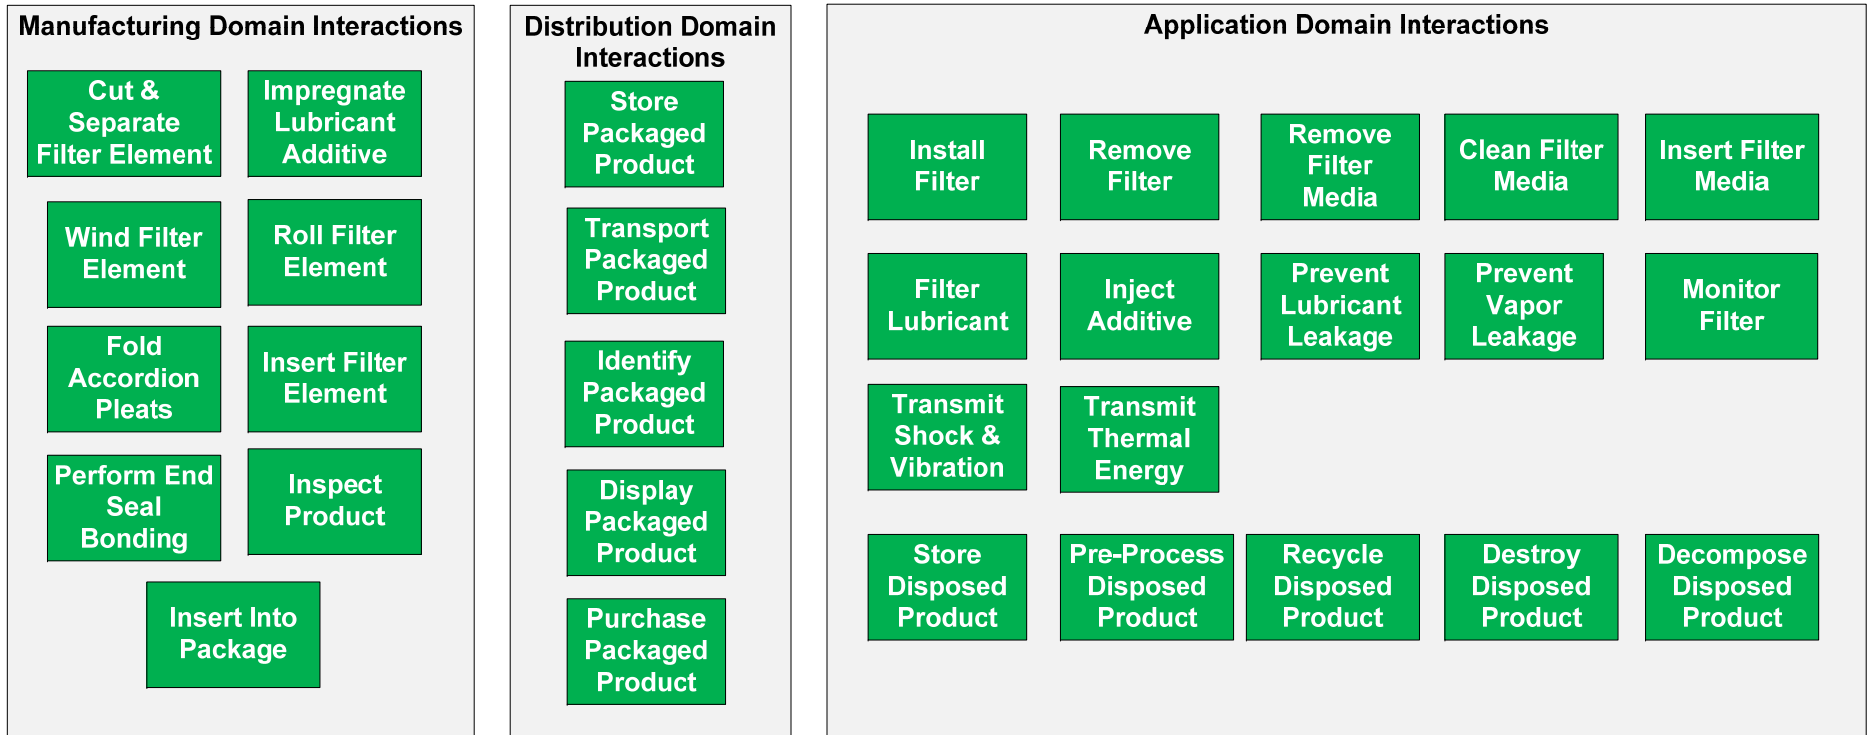 Manufacturing Domain Interactions
Cut &
Separate
Filter Element
Impregnate
Lubricant
Additive
Wind Filter
Element
Roll Filter
Element
Fold
Accordion
Pleats
Insert Filter
Element
Perform End
Seal
Bonding
Inspect
Product
Insert Into
Package
Distribution Domain
Interactions
Store
Packaged
Product
Transport
Packaged
Product
Identify
Packaged
Product
Display
Packaged
Product
Purchase
Packaged
Product
Application Domain Interactions
Install
Filter
Remove
Filter
Remove
Filter
Media
Clean Filter
Media
Insert Filter
Media
Filter
Lubricant
Inject
Additive
Prevent
Lubricant
Leakage
Prevent
Vapor
Leakage
Monitor
Filter
Transmit
Shock &
Vibration
Transmit
Thermal
Energy
Store
Disposed
Product
Pre-Process
Disposed
Product
Recycle
Disposed
Product
Destroy
Disposed
Product
Decompose
Disposed
Product